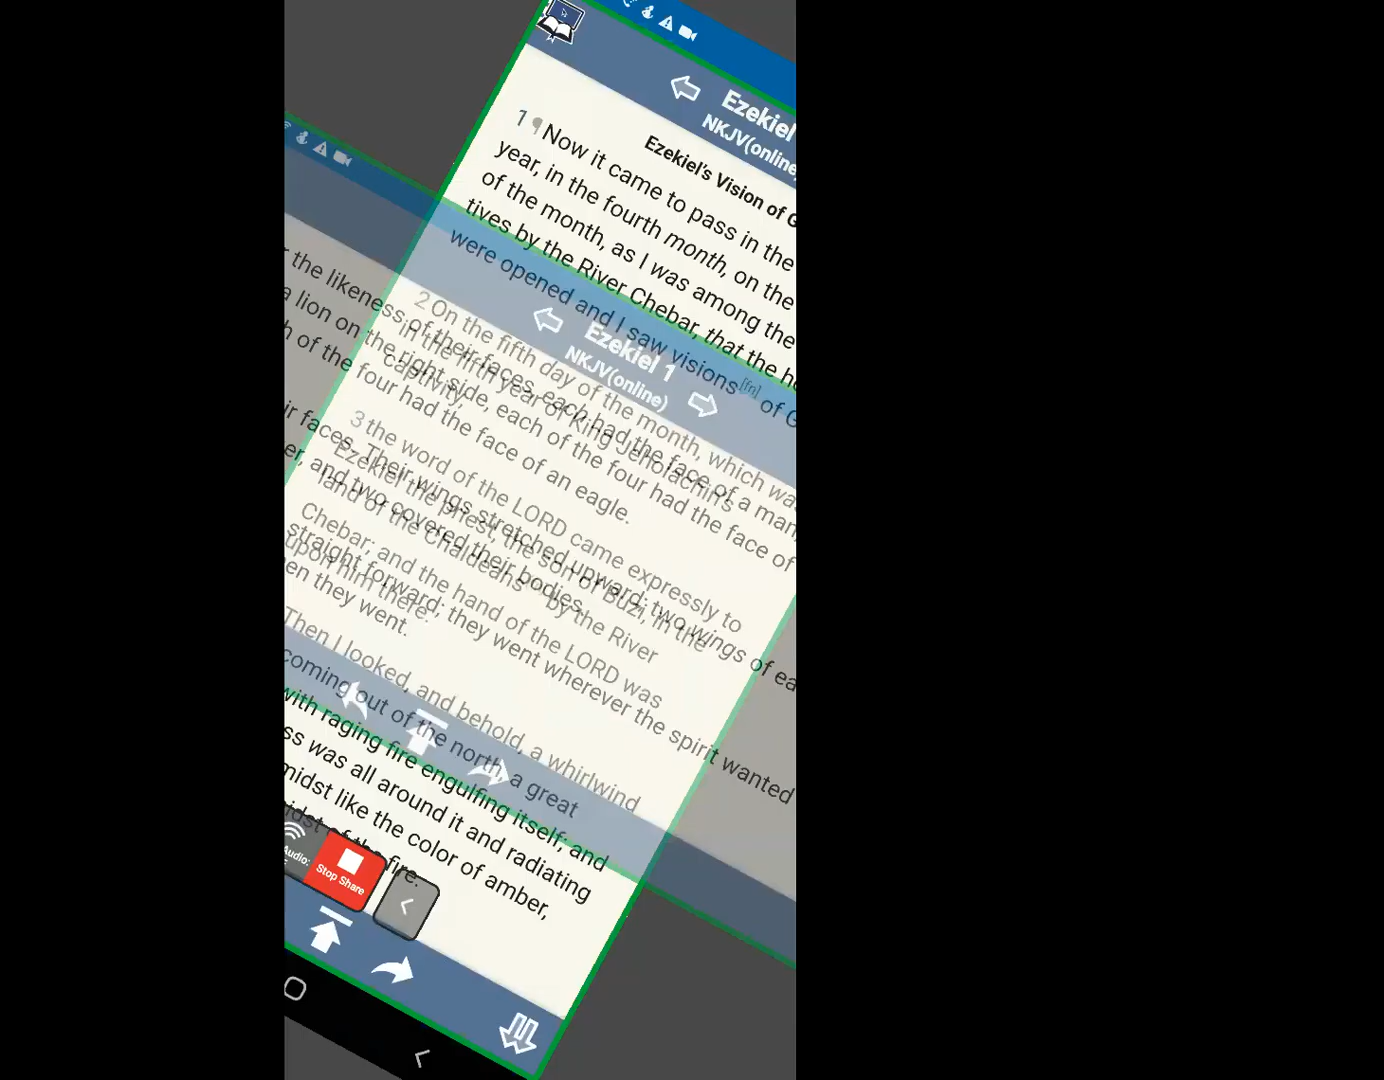 Ezekiel
NKJV(online)
Ezekiel's Vision of G
1 ¶ Now it came to pass in the
year, in the fourth month, on the
of the month, as I was among the
tives by the River Chebar, that the he
were opened and I saw visions [fn] of G
2 On the fifth day of the month, which wa
in the fifth year of King Jehoiachin's
captivity,
3 the word of the LORD came expressly to
Ezekiel the priest, the son of Buzi, in the
land of the Chaldeans by the River
Chebar; and the hand of the LORD was
upon him there.
Then I looked, and behold, a whirlwind
coming out of the north, a great
with raging fire engulfing itself; and
ss was all around it and radiating
midst like the color of amber,
idst of the fire.
Ezekiel 1
NKJV(online)
r the likeness of their faces, each had the face of a man,
a lion on the right side, each of the four had the face of
h of the four had the face of an eagle.
ir faces. Their wings stretched upward; two wings of ea
er, and two covered their bodies.
straight forward; they went wherever the spirit wanted
en they went.
Audio:
Stop Share